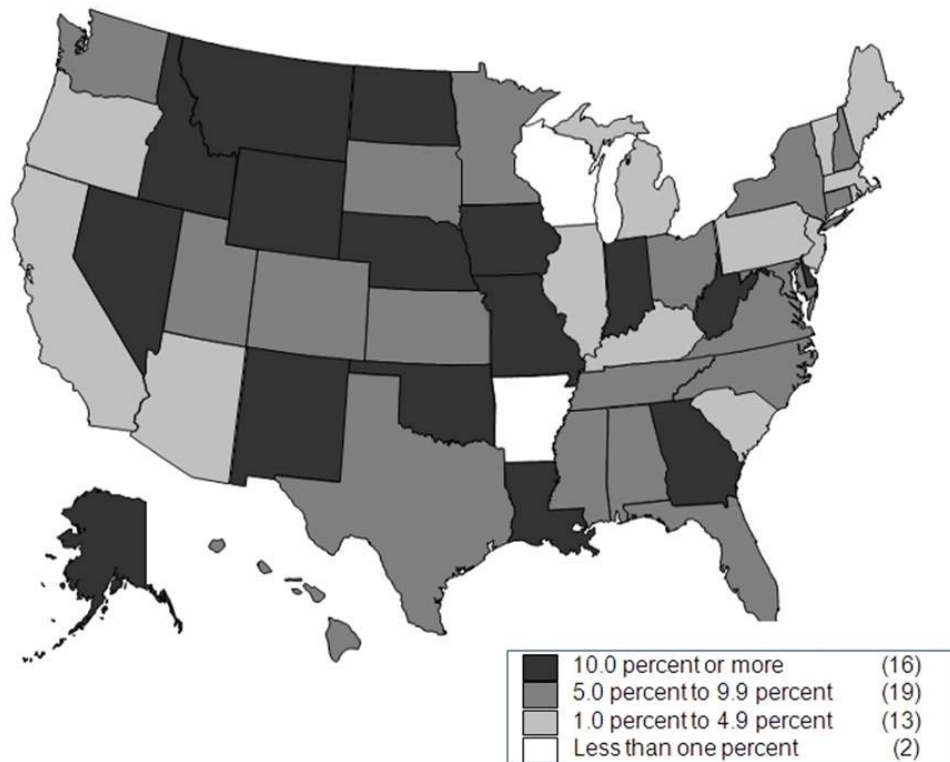 10.0 percent or more (16)
5.0 percent to 9.9 percent (19)
1.0 percent to 4.9 percent (13)
Less than one percent (2)